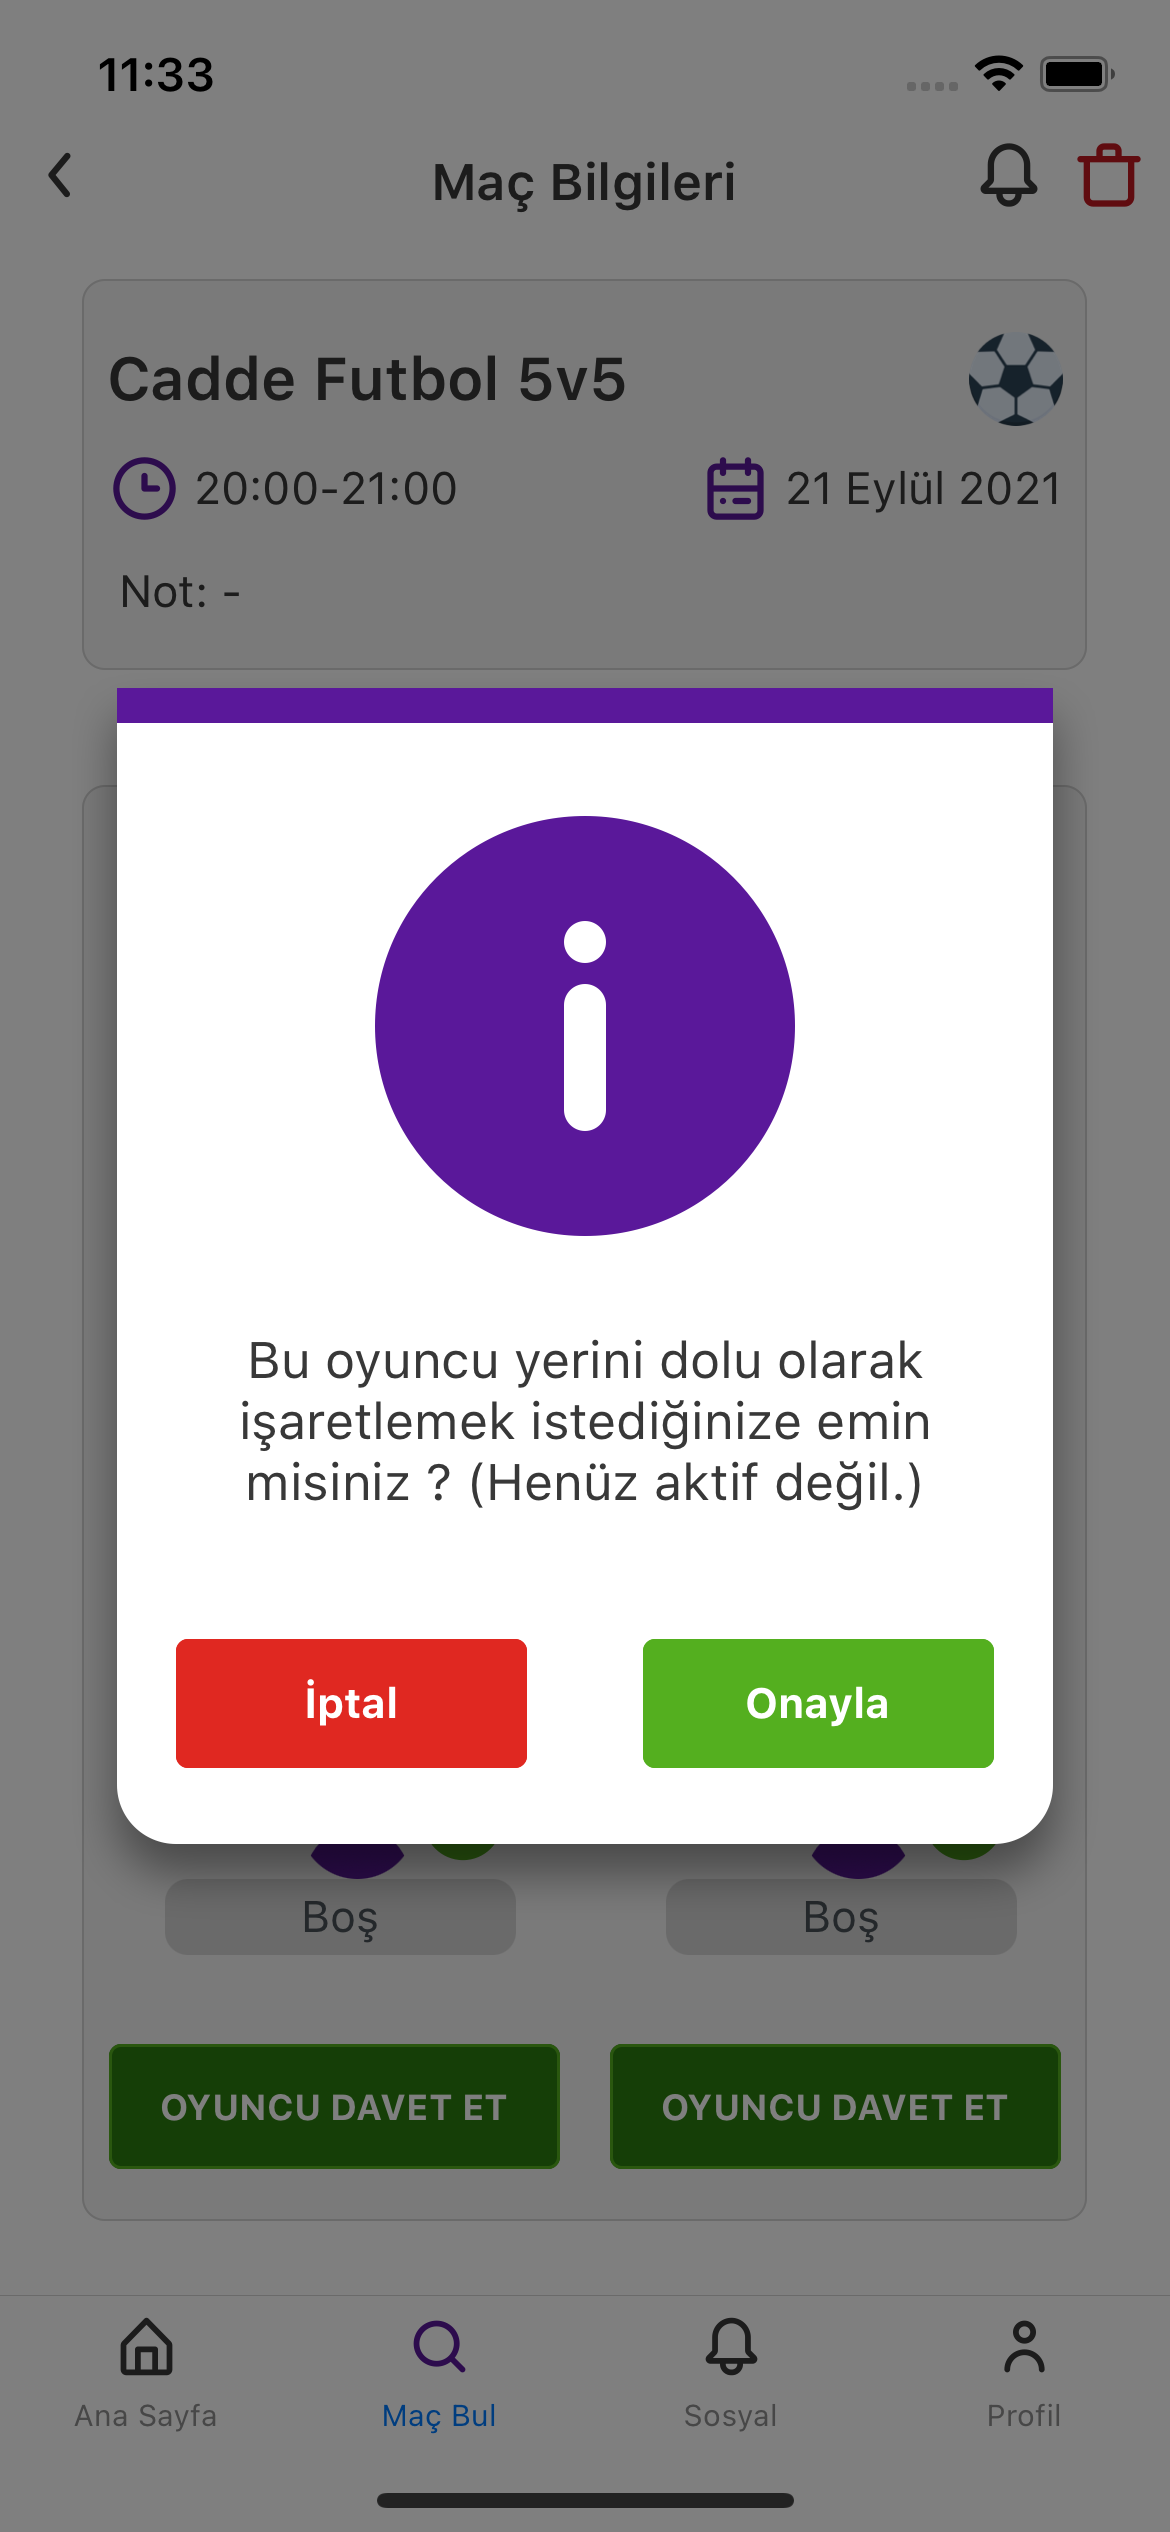 11:33
Maç Bilgileri
Cadde Futbol 5v5
20:00-21:00
21 Eylül 2021
Not: -
Bu oyuncu yerini dolu olarak
işaretlemek istediğinize emin
misiniz ? (Henüz aktif değil.)
İptal
Onayla
Boş
Boş
OYUNCU DAVET ET
OYUNCU DAVET ET
Ana Sayfa
Maç Bul
Sosyal
Profil